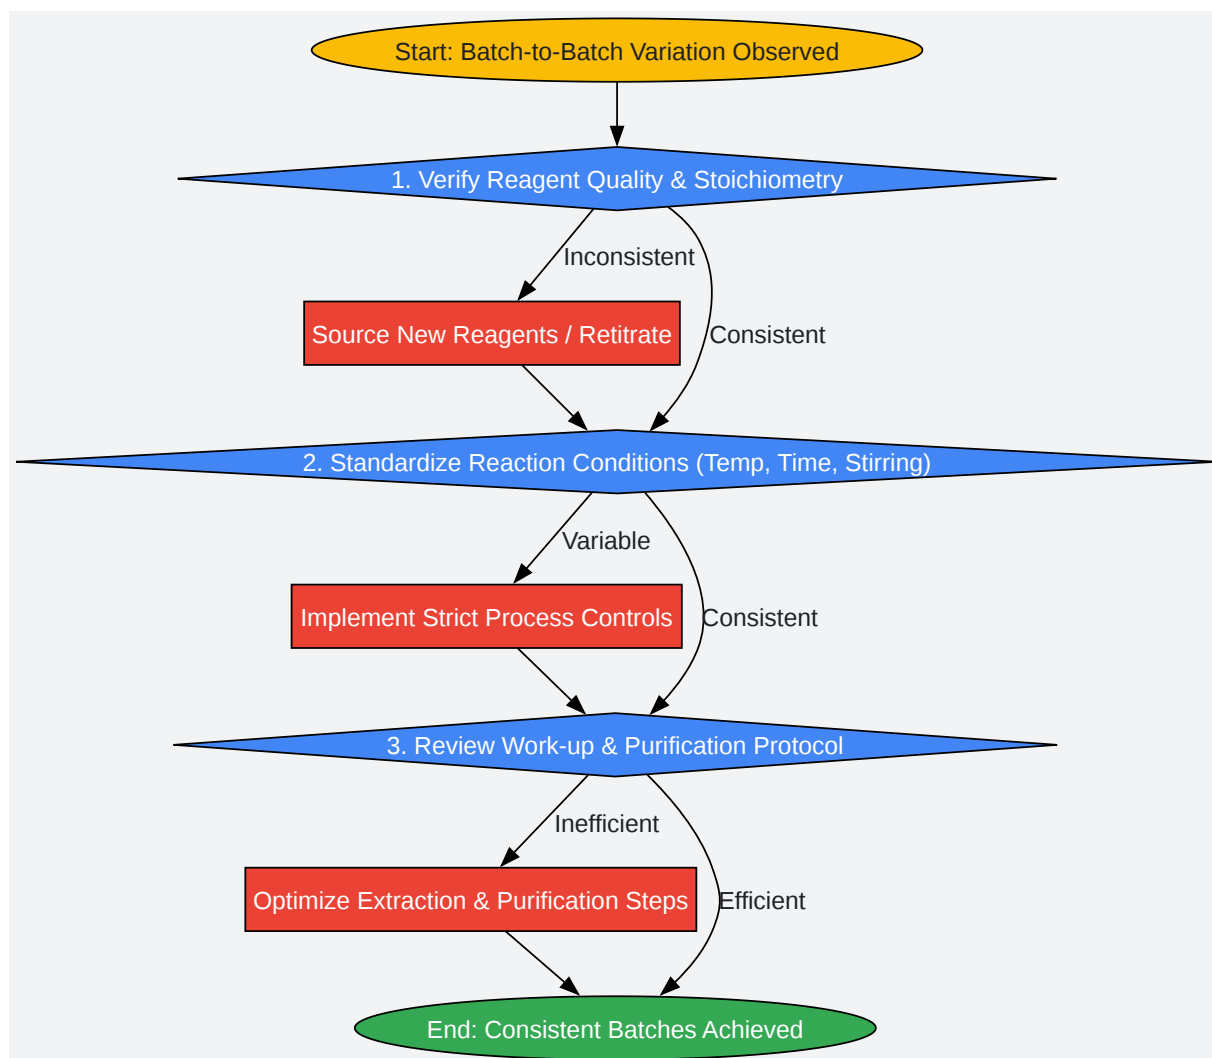 Start: Batch-to-Batch Variation Observed
1. Verify Reagent Quality & Stoichiometry
Inconsistent
Source New Reagents / Retitrate
Consistent
2. Standardize Reaction Conditions (Temp, Time, Stirring)
Variable
Implement Strict Process Controls
Consistent
3. Review Work-up & Purification Protocol
Inefficient
Optimize Extraction & Purification Steps
Efficient
End: Consistent Batches Achieved